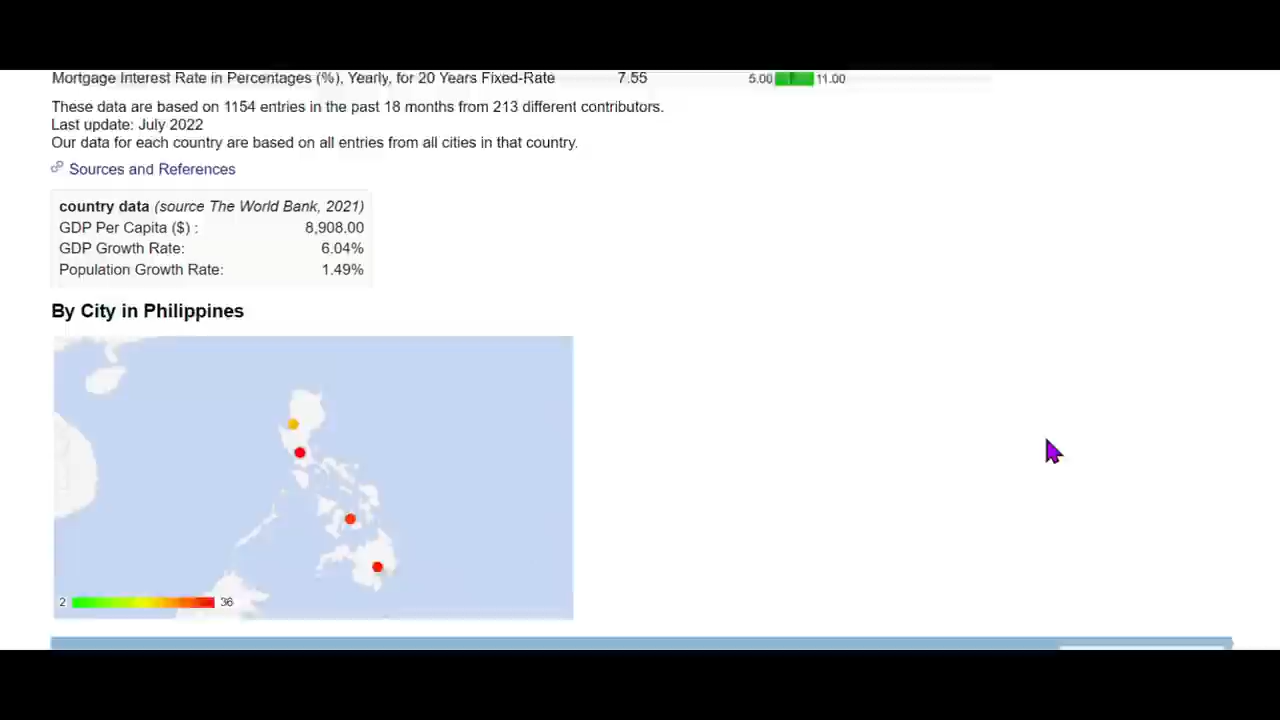 Mortgage Interest Rate in Percentages (%), Yearly, for 20 Years Fixed-Rate 7.55 5.00 11.00
These data are based on 1154 entries in the past 18 months from 213 different contributors.
Last update: July 2022
Our data for each country are based on all entries from all cities in that country.
Sources and References
country data (source The World Bank, 2021)
GDP Per Capita ($) : 8,908.00
GDP Growth Rate: 6.04%
Population Growth Rate: 1.49%
By City in Philippines
2 36